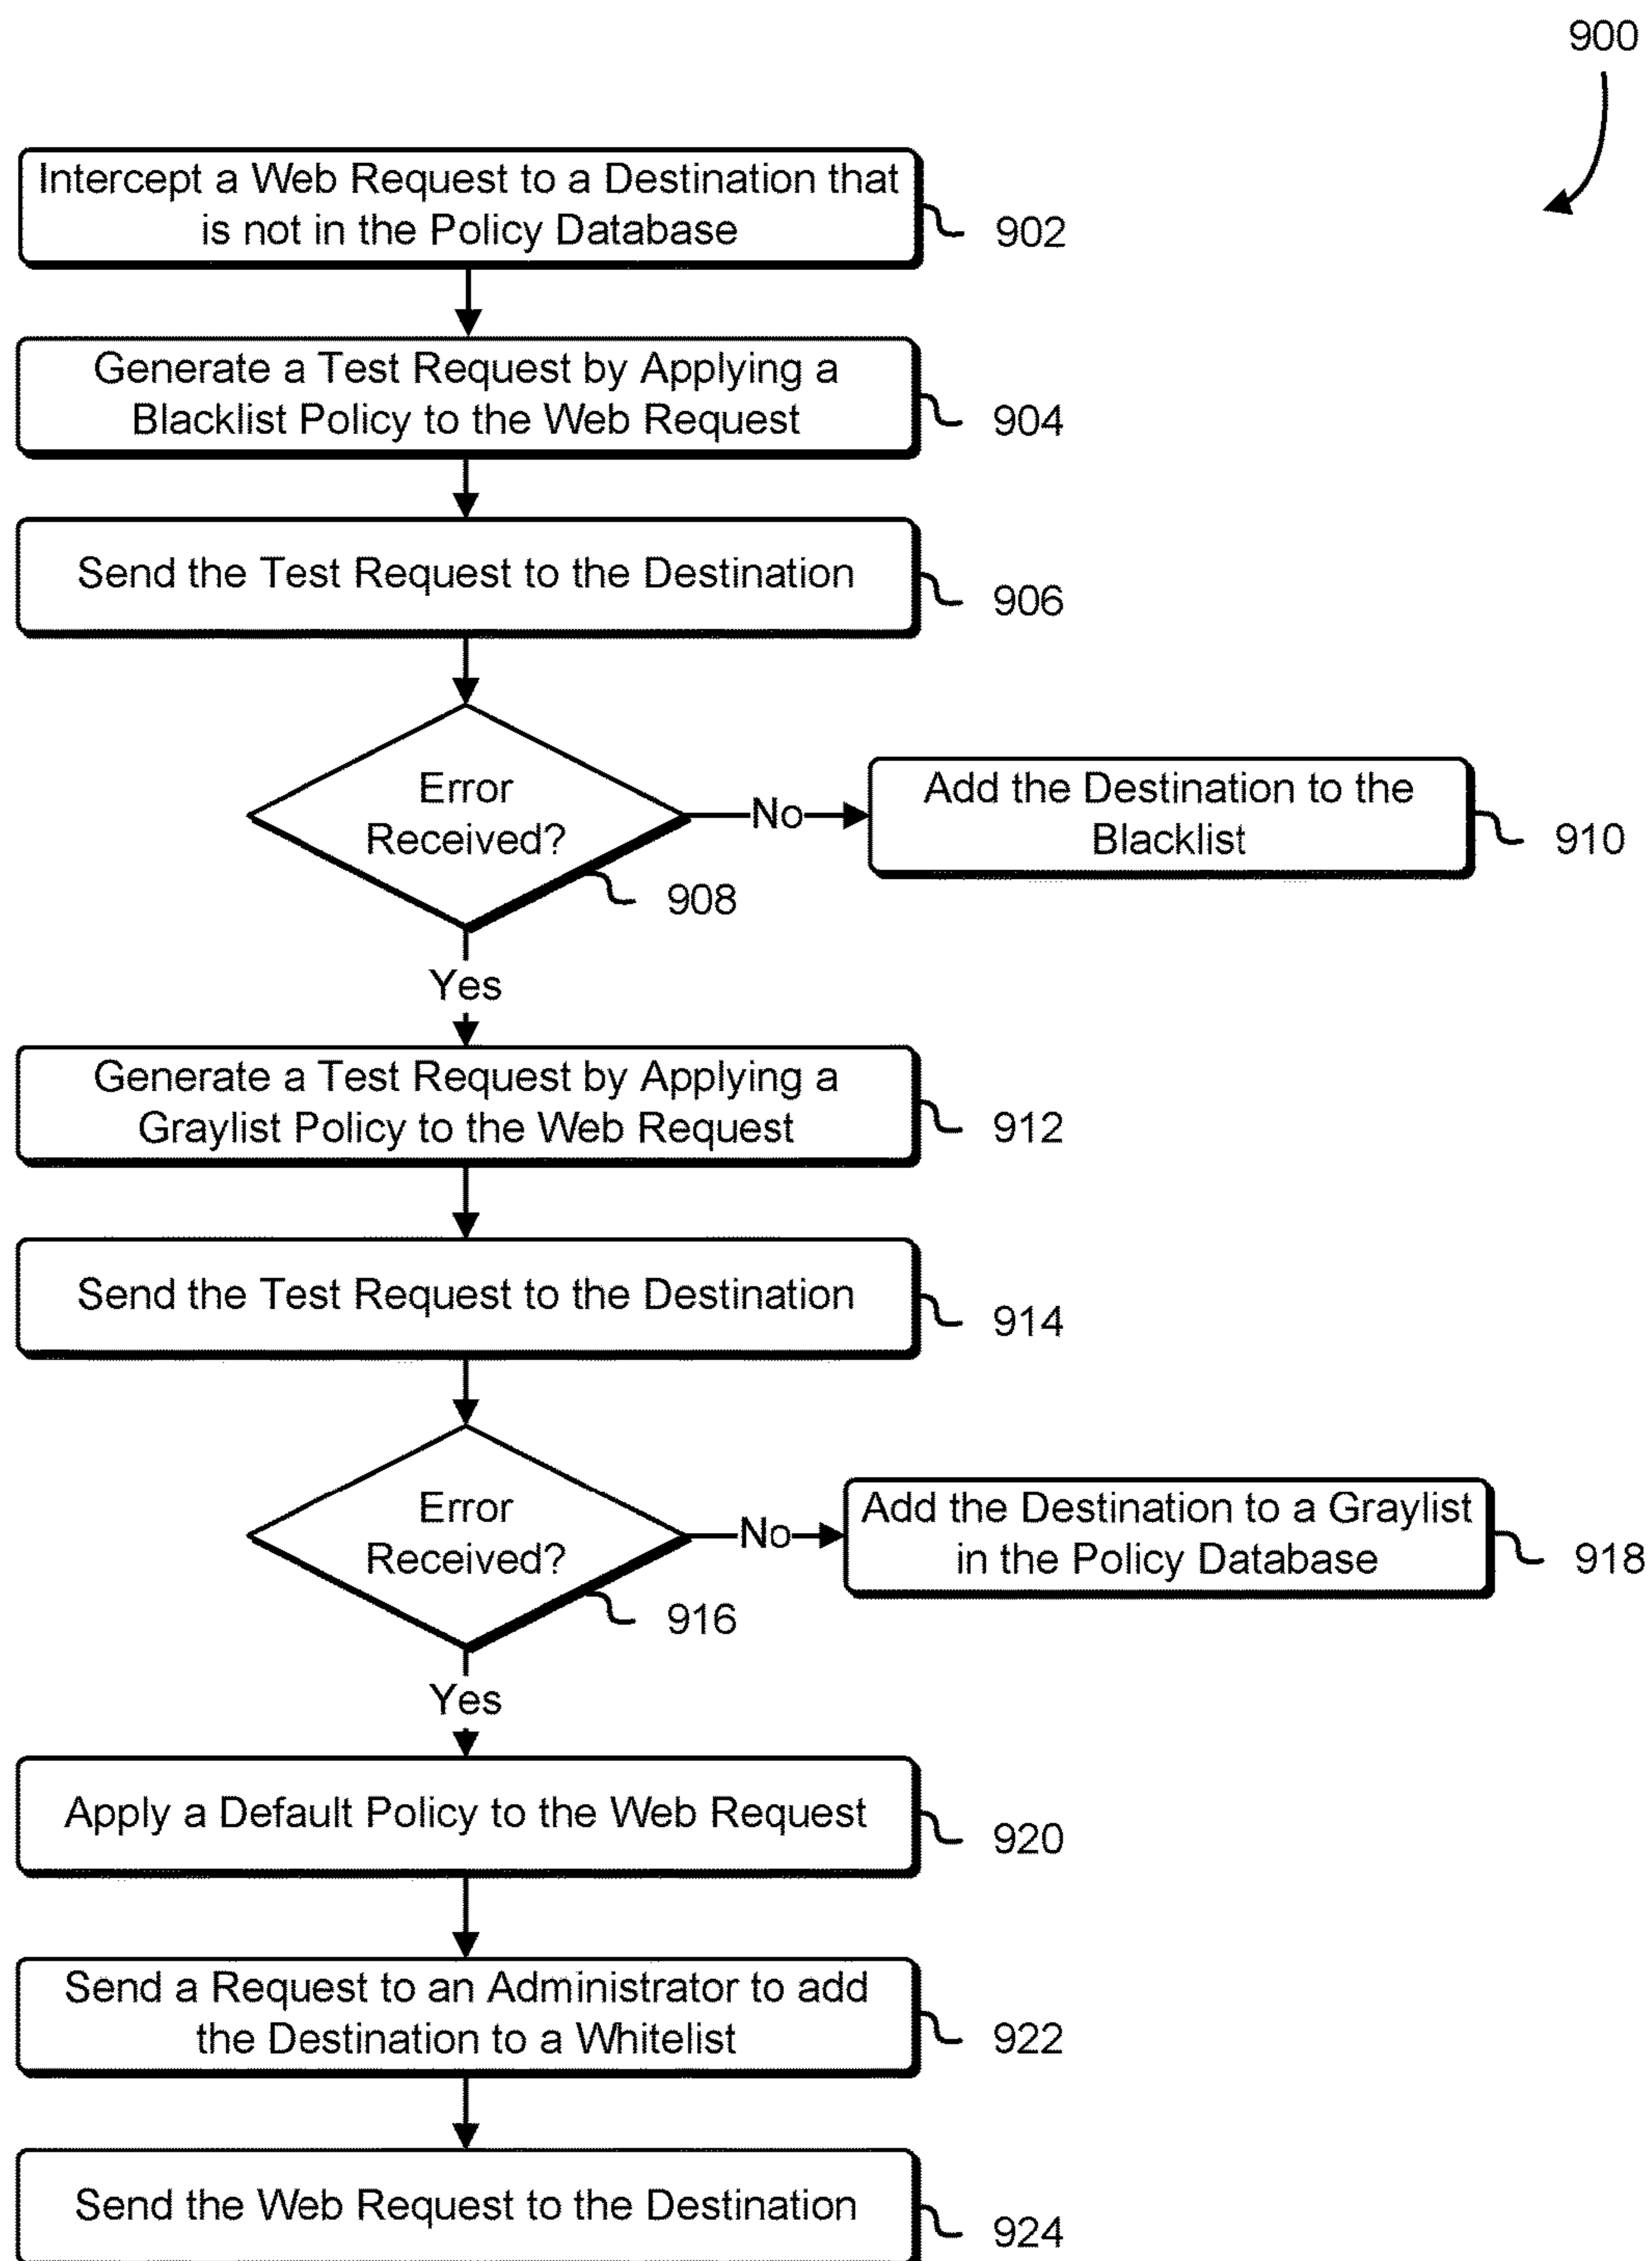 900
Intercept a Web Request to a Destination that
is not in the Policy Database
902
Generate a Test Request by Applying a
Blacklist Policy to the Web Request
904
Send the Test Request to the Destination
906
Error
Received?
908
No
Add the Destination to the
Blacklist
910
Yes
Generate a Test Request by Applying a
Graylist Policy to the Web Request
912
Send the Test Request to the Destination
914
Error
Received?
916
No
Add the Destination to a Graylist
in the Policy Database
918
Yes
Apply a Default Policy to the Web Request
920
Send a Request to an Administrator to add
the Destination to a Whitelist
922
Send the Web Request to the Destination
924